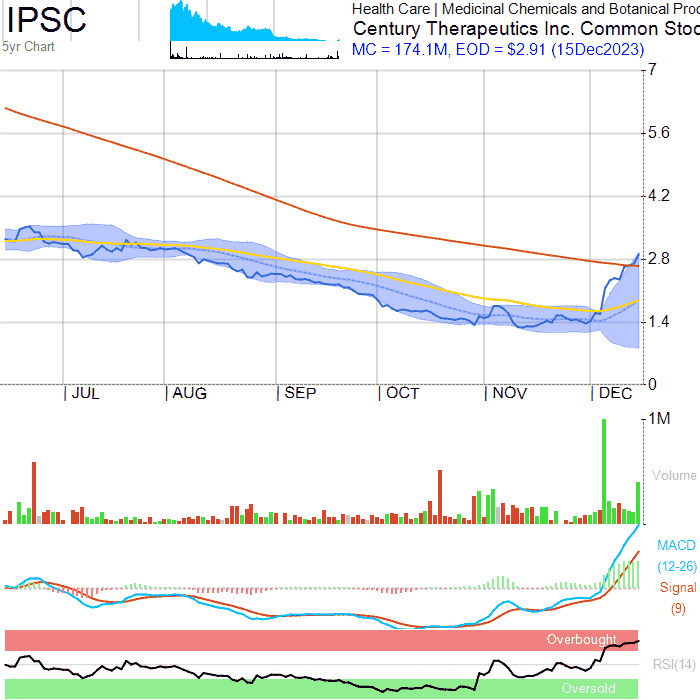 IPSC
5yr Chart
Health Care | Medicinal Chemicals and Botanical Proc
Century Therapeutics Inc. Common Stoc
MC = 174.1M, EOD = $2.91 (15Dec2023)
7
5.6
4.2
2.8
1.4
0
JUL AUG SEP OCT NOV DEC
1M
Volume
MACD
(12-26)
Signal
(9)
Overbought
RSI(14)
Oversold